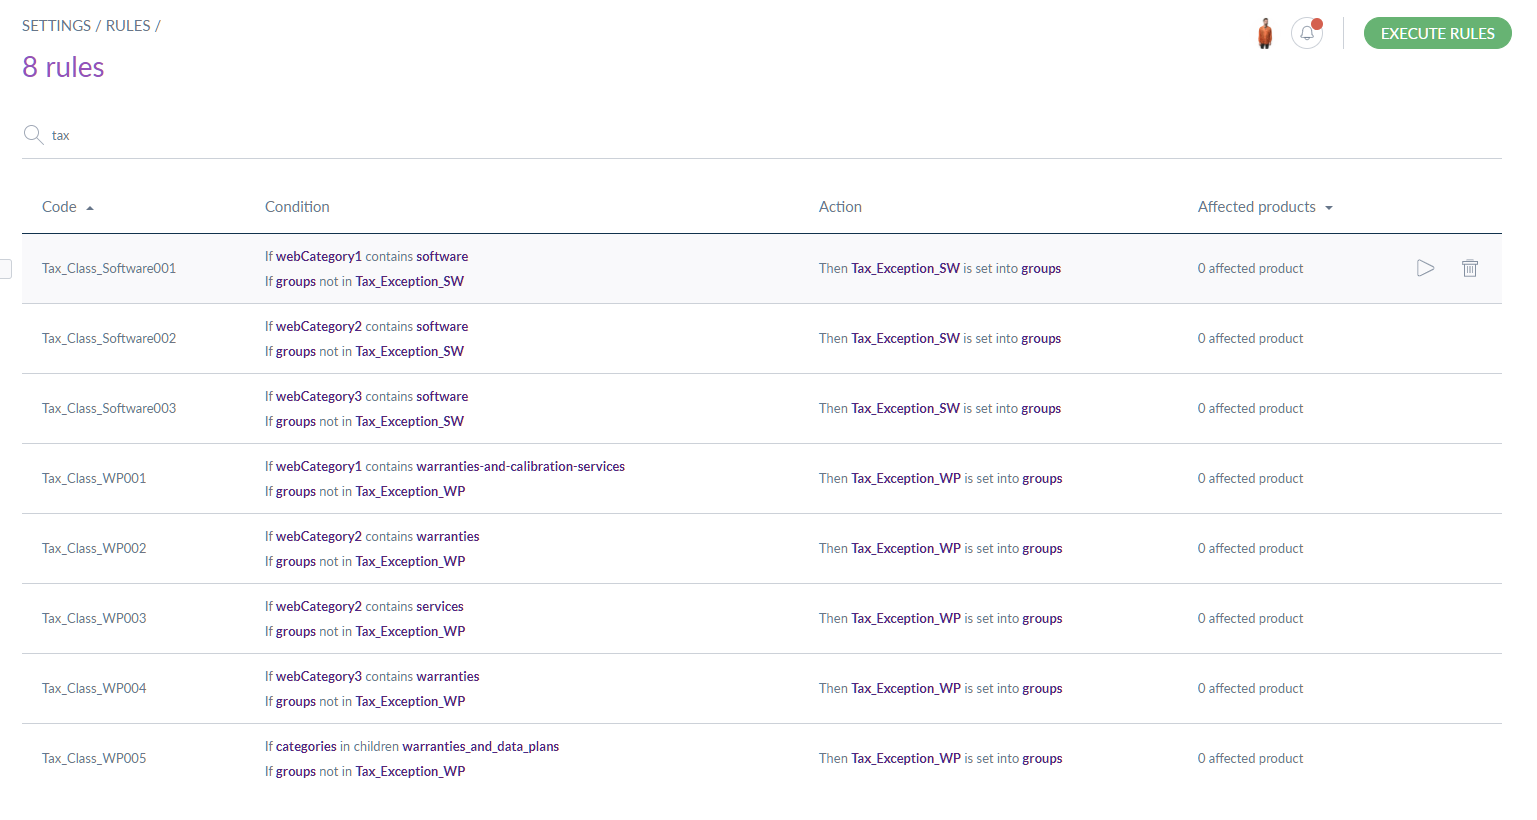 SETTINGS / RULES /
EXECUTE RULES
8 rules
tax
Code Condition Action Affected products
If webCategory1 contains software
Tax_Class_Software001 Then Tax_Exception_SW is set into groups 0 affected product
If groups not in Tax_Exception_SW
If webCategory2 contains software
Tax_Class_Software002 Then Tax_Exception_SW is set into groups 0 affected product
If groups not in Tax_Exception_SW
If webCategory3 contains software
Tax_Class_Software003 Then Tax_Exception_SW is set into groups 0 affected product
If groups not in Tax_Exception_SW
If webCategory1 contains warranties-and-calibration-services
Tax_Class_WP001 Then Tax_Exception_WP is set into groups 0 affected product
If groups not in Tax_Exception_WP
If webCategory2 contains warranties
Tax_Class_WP002 Then Tax_Exception_WP is set into groups 0 affected product
If groups not in Tax_Exception_WP
If webCategory2 contains services
Tax_Class_WP003 Then Tax_Exception_WP is set into groups 0 affected product
If groups not in Tax_Exception_WP
If webCategory3 contains warranties
Tax_Class_WP004 Then Tax_Exception_WP is set into groups 0 affected product
If groups not in Tax_Exception_WP
If categories in children warranties_and_data_plans
Tax_Class_WP005 Then Tax_Exception_WP is set into groups 0 affected product
If groups not in Tax_Exception_WP